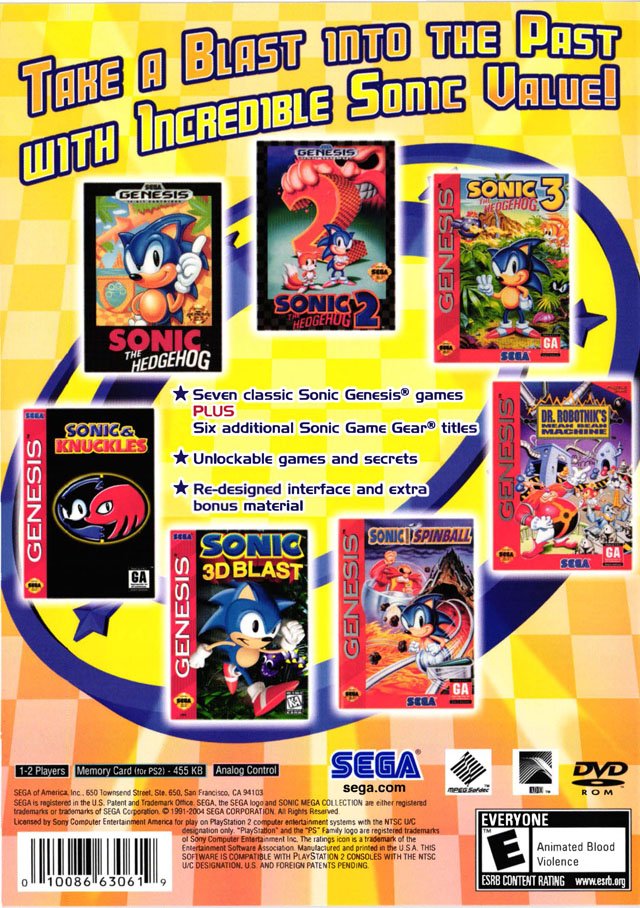 TAKE A BLAST INTO THE PAST
WITH INCREDIBLE SONIC VALUE!
SEGA
GENESIS
SONIC
THE
HEDGEHOG
GENESIS
2
SEGA
SONIC
THE
HEDGEHOG 2
GENESIS
SONIC
THE
HEDGEHOG 3
GA
SEGA
★ Seven classic Sonic Genesis® games
PLUS
Six additional Sonic Game Gear® titles
★ Unlockable games and secrets
★ Re-designed interface and extra
bonus material
SEGA
GENESIS
SONIC &
KNUCKLES
GA
GENESIS
DR. ROBOTNIK'S
MEAN BEAN
MACHINE
GA
SEGA
SEGA
GENESIS
SONIC
3D BLAST
KA
GENESIS
SONIC
SPINBALL
GA
SEGA
1-2 Players
Memory Card (for PS2) - 455 KB
Analog Control
SEGA
sega.com
MPEG Sofdec
ADX
DVD
ROM
SEGA of America, Inc., 650 Townsend Street, Ste. 650, San Francisco, CA 94103
SEGA is registered in the U.S. Patent and Trademark Office. SEGA, the SEGA logo and SONIC MEGA COLLECTION are either registered
trademarks or trademarks of SEGA Corporation. © 1991-2004 SEGA CORPORATION. All Rights Reserved.
Licensed by Sony Computer Entertainment America for play on PlayStation 2 computer entertainment systems with the NTSC U/C
designation only. "PlayStation" and the "PS" Family logo are registered trademarks
of Sony Computer Entertainment Inc. The ratings icon is a trademark of the
Entertainment Software Association. Manufactured and printed in the U.S.A. THIS
SOFTWARE IS COMPATIBLE WITH PLAYSTATION 2 CONSOLES WITH THE NTSC
U/C DESIGNATION. U.S. AND FOREIGN PATENTS PENDING.
0 10086 63061 9
EVERYONE
E
Animated Blood
Violence
ESRB CONTENT RATING www.esrb.org